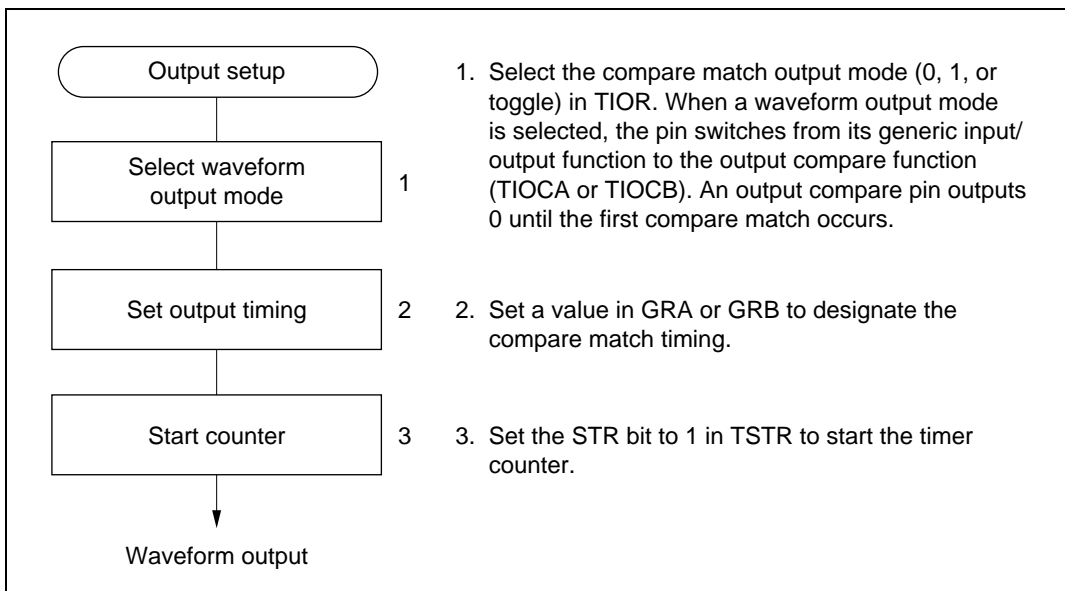 Output setup
Select waveform
output mode
1
Set output timing
2
Start counter
3
Waveform output
1. Select the compare match output mode (0, 1, or
toggle) in TIOR. When a waveform output mode
is selected, the pin switches from its generic input/
output function to the output compare function
(TIOCA or TIOCB). An output compare pin outputs
0 until the first compare match occurs.
2. Set a value in GRA or GRB to designate the
compare match timing.
3. Set the STR bit to 1 in TSTR to start the timer
counter.